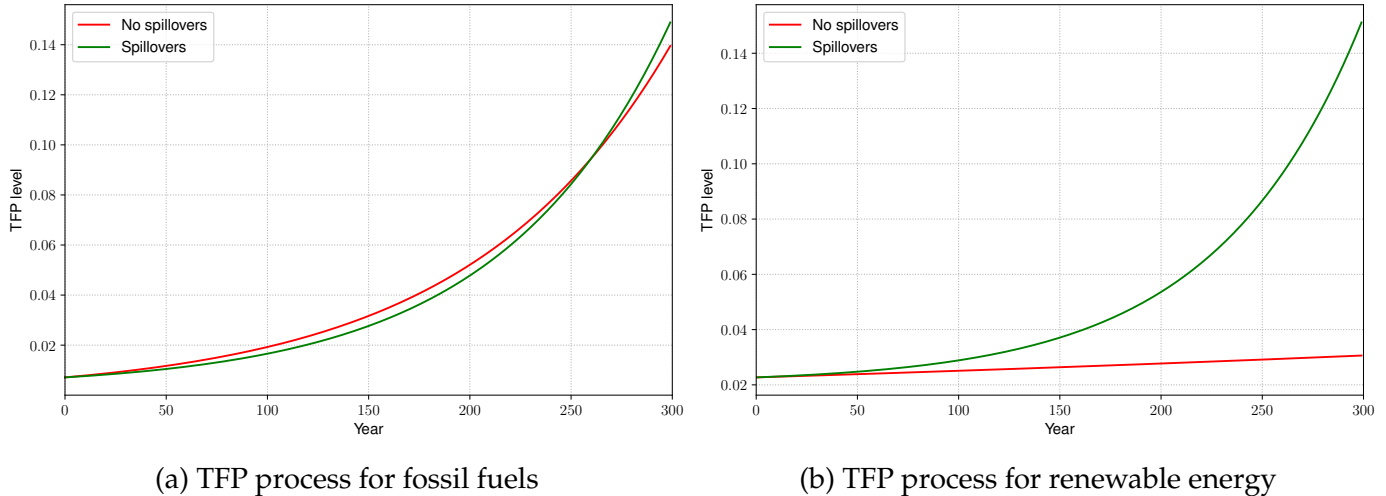 No spillovers
Spillovers
0.14
0.12
0.10
0.08
0.06
0.04
0.02
TFP level
0 50 100 150 200 250 300
Year
(a) TFP process for fossil fuels
No spillovers
Spillovers
0.14
0.12
0.10
0.08
0.06
0.04
0.02
TFP level
0 50 100 150 200 250 300
Year
(b) TFP process for renewable energy